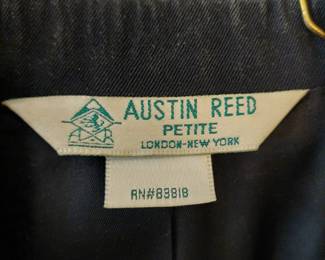 AUSTIN REED
PETITE
LONDON-NEW YORK
RN#83818